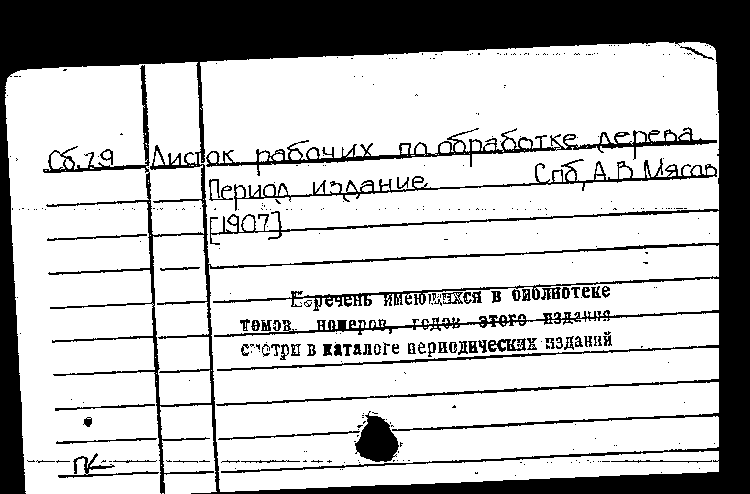 Сб.79 Листок рабочих по обработке дерева.
Период издание Спб, А.В Мясов
[1907]
Перечень имеющихся в библиотеке
томов, номеров, годов этого издания
смотри в каталоге периодических изданий
ПК